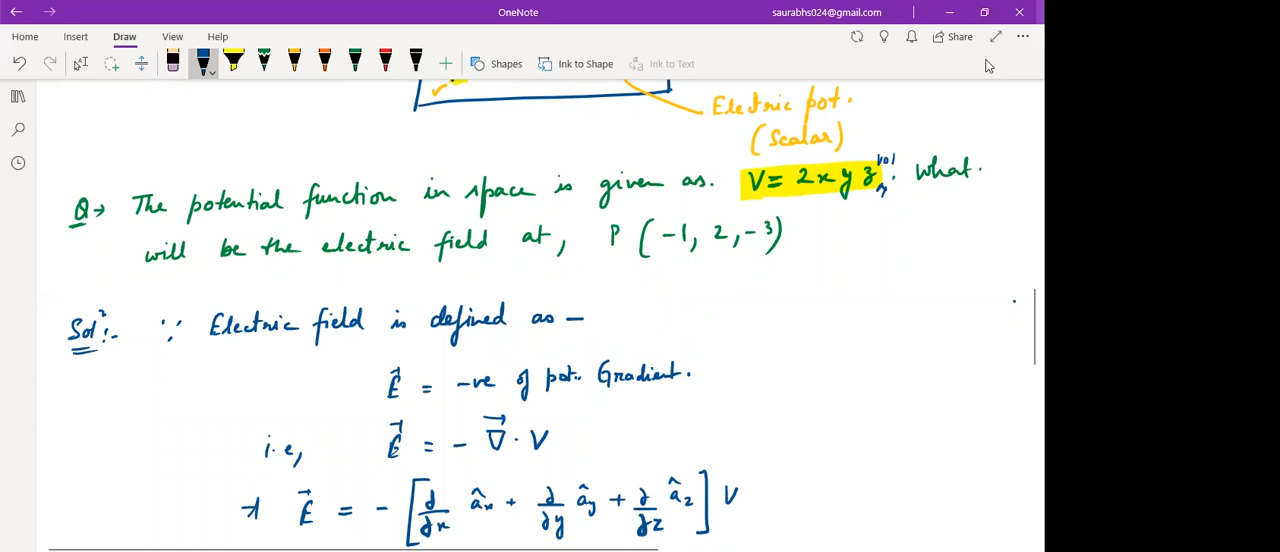 OneNote
saurabhs024@gmail.com
Home Insert Draw View Help
Share
Shapes Ink to Shape Ink to Text
Electric pot.
(Scalar)
Q→ The potential function in space is given as. V = 2xyz. what.
will be the electric field at, P (-1, 2, -3)
Solⁿ:- ∵ Electric field is defined as —
E⃗ = -ve of pot. Gradient.
i.e, E⃗ = - ∇⃗ · V
→ E⃗ = - [∂/∂x âx + ∂/∂y ây + ∂/∂z âz] V